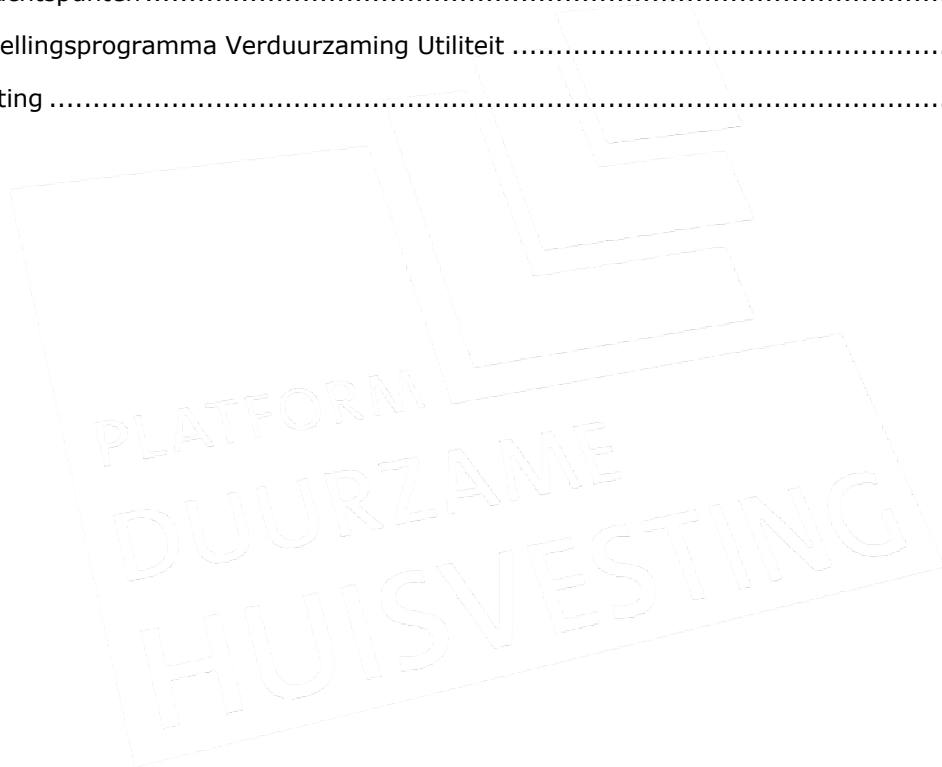 ellingsprogramma Verduurzaming Utiliteit ................................................
ting ................................................................................................
PLATFORM
DUURZAME
HUISVESTING